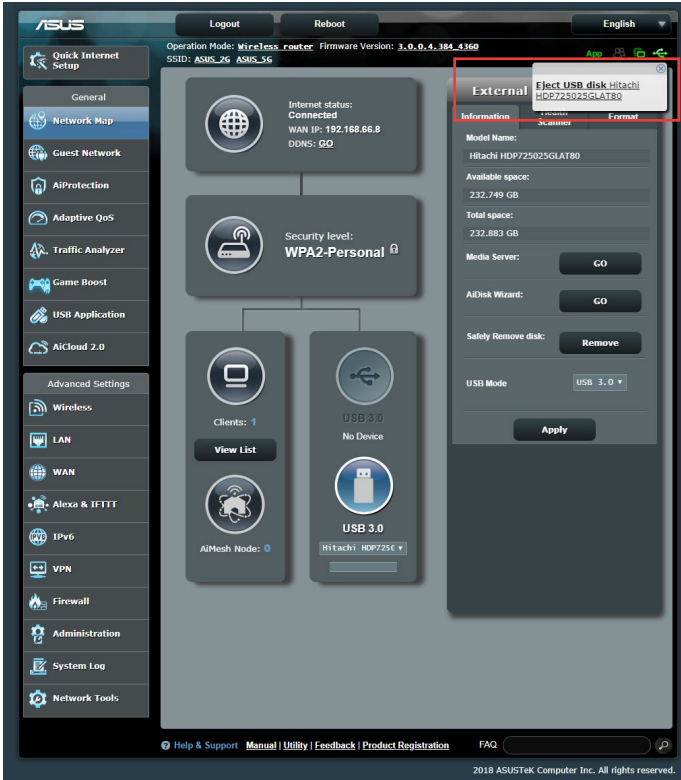 ASUS
Logout
Reboot
English
Quick Internet
Setup
Operation Mode: Wireless router Firmware Version: 3.0.0.4.384_4360
SSID: ASUS_2G ASUS_5G
App
General
Network Map
Guest Network
AiProtection
Adaptive QoS
Traffic Analyzer
Game Boost
USB Application
AiCloud 2.0
Advanced Settings
Wireless
LAN
WAN
Alexa & IFTTT
IPv6
VPN
Firewall
Administration
System Log
Network Tools
Internet status:
Connected
WAN IP: 192.168.66.8
DDNS: GO
Security level:
WPA2-Personal
Clients: 1
View List
AiMesh Node: 0
USB 3.0
No Device
USB 3.0
Hitachi HDP725C
External
Eject USB disk Hitachi
HDP725025GLAT80
Information
Health
Scanner
Format
Model Name:
Hitachi HDP725025GLAT80
Available space:
232.749 GB
Total space:
232.883 GB
Media Server:
GO
AiDisk Wizard:
GO
Safely Remove disk:
Remove
USB Mode
USB 3.0
Apply
Help & Support Manual | Utility | Feedback | Product Registration
FAQ
2018 ASUSTeK Computer Inc. All rights reserved.